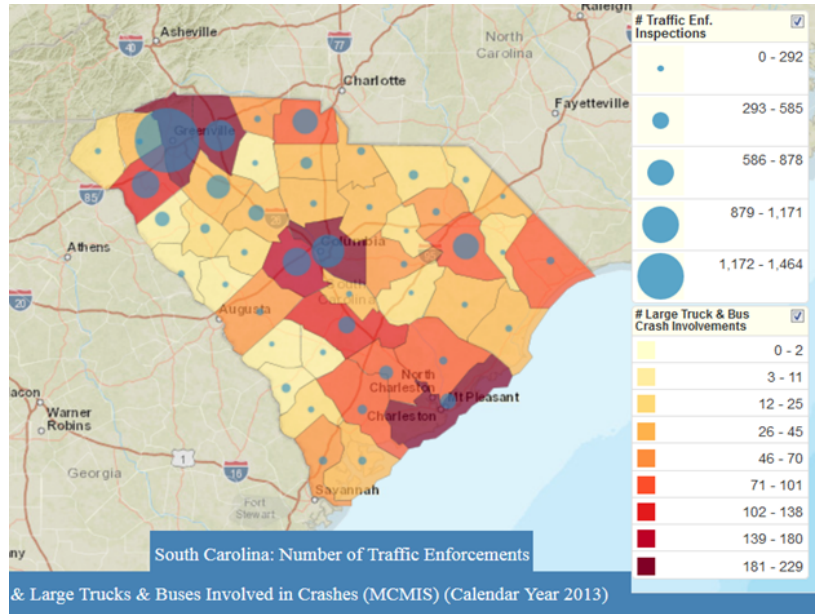 Raleigh
Asheville
40
77
North
Carolina
Charlotte
Fayetteville
Greenville
85
Athens
26
Columbia
South
Carolina
20
Augusta
North
Charleston
Mt Pleasant
Charleston
acon
Warner
Robins
1
16
Georgia
Savannah
Fort
Stewart
ny
# Traffic Enf.
Inspections
0 - 292
293 - 585
586 - 878
879 - 1,171
1,172 - 1,464
# Large Truck & Bus
Crash Involvements
0 - 2
3 - 11
12 - 25
26 - 45
46 - 70
71 - 101
102 - 138
139 - 180
181 - 229
South Carolina: Number of Traffic Enforcements
& Large Trucks & Buses Involved in Crashes (MCMIS) (Calendar Year 2013)